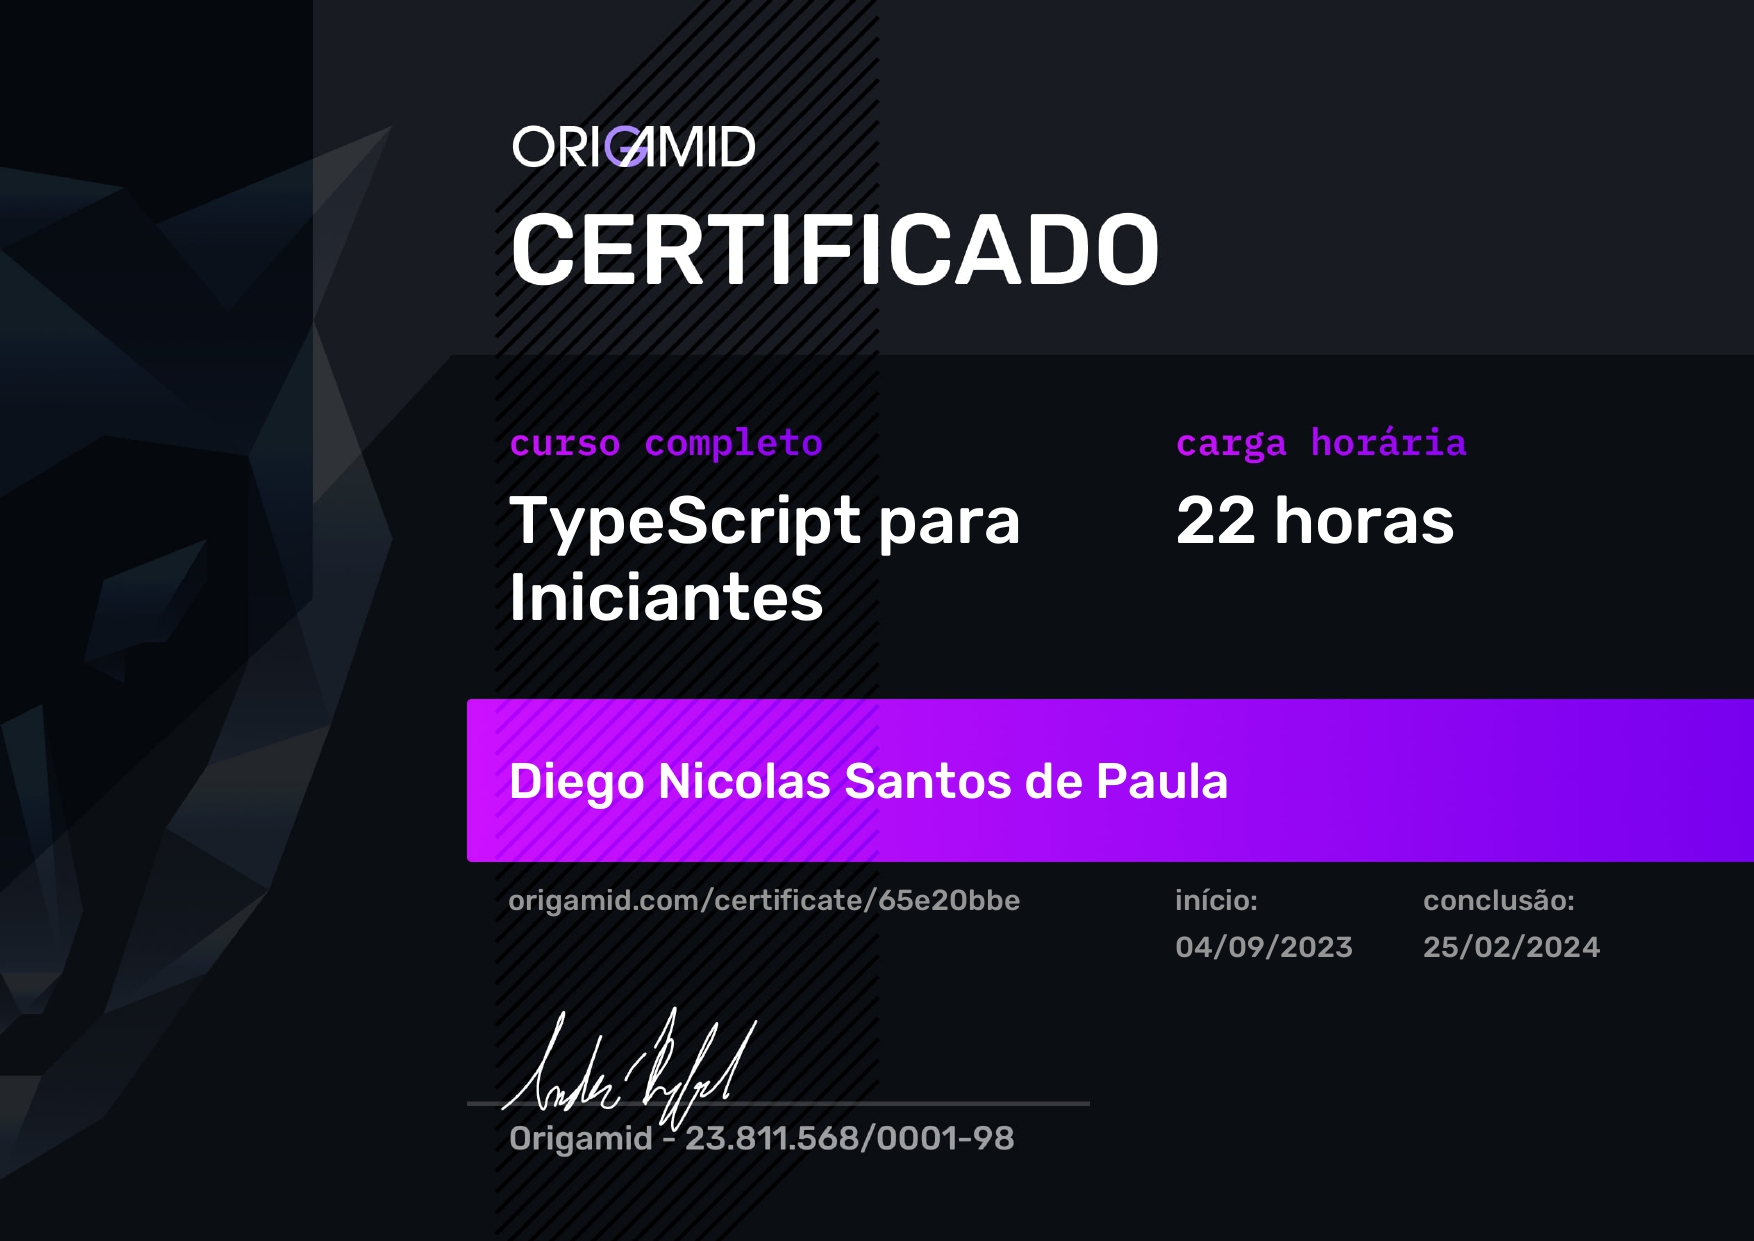 ORIGAMID
CERTIFICADO
curso completo
TypeScript para
Iniciantes
carga horária
22 horas
Diego Nicolas Santos de Paula
origamid.com/certificate/65e20bbe
início:
04/09/2023
conclusão:
25/02/2024
Origamid - 23.811.568/0001-98